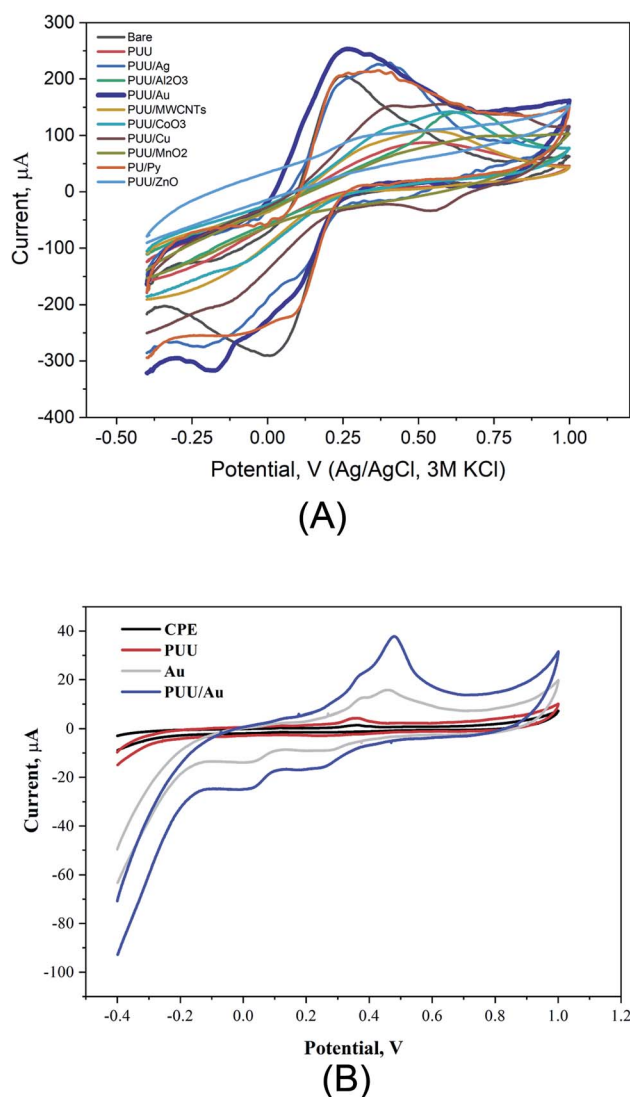 300
200
100
0
-100
-200
-300
-400
Current, µA
Bare
PUU
PUU/Ag
PUU/Al2O3
PUU/Au
PUU/MWCNTs
PUU/CoO3
PUU/Cu
PUU/MnO2
PU/Py
PUU/ZnO
-0.50 -0.25 0.00 0.25 0.50 0.75 1.00
Potential, V (Ag/AgCl, 3M KCl)
(A)
40
20
0
-20
-40
-60
-80
-100
Current, µA
CPE
PUU
Au
PUU/Au
-0.4 -0.2 0.0 0.2 0.4 0.6 0.8 1.0 1.2
Potential, V
(B)